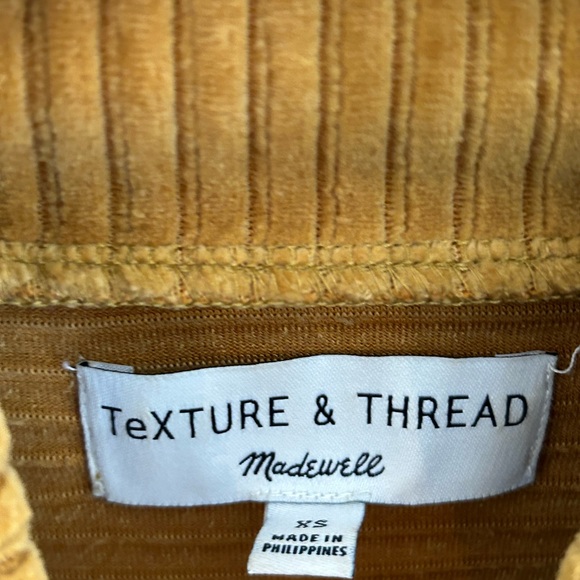 TeXTURE & THREAD
Madewell
XS
MADE IN
PHILIPPINES